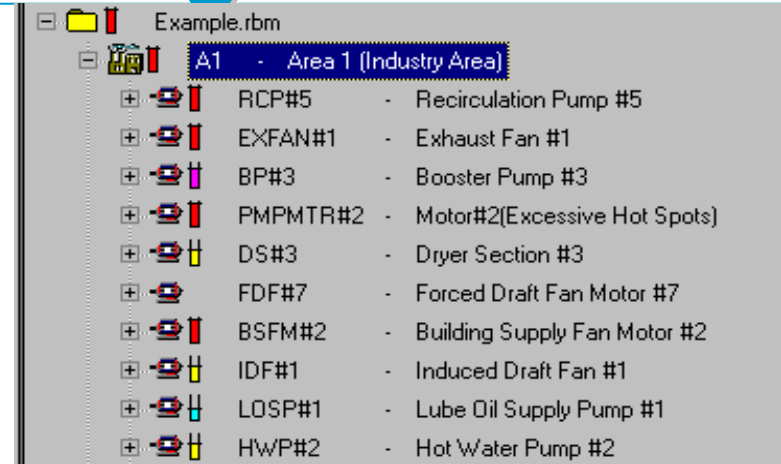 Example.rbm
A1 - Area 1 (Industry Area)
RCP#5 - Recirculation Pump #5
EXFAN#1 - Exhaust Fan #1
BP#3 - Booster Pump #3
PMPMTR#2 - Motor#2(Excessive Hot Spots)
DS#3 - Dryer Section #3
FDF#7 - Forced Draft Fan Motor #7
BSFM#2 - Building Supply Fan Motor #2
IDF#1 - Induced Draft Fan #1
LOSP#1 - Lube Oil Supply Pump #1
HWP#2 - Hot Water Pump #2